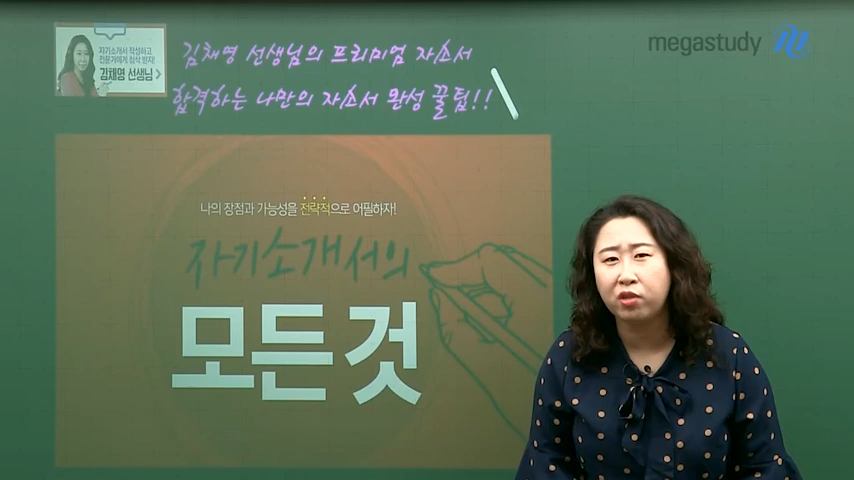 자기소개서 작성하고
전문가에게 첨삭 받자!
김채영 선생님
김채영 선생님의 프리미엄 자소서
합격하는 나만의 자소서 완성 꿀팁!!
megastudy
나의 장점과 가능성을 전략적으로 어필하자!
자기소개서의
모든 것